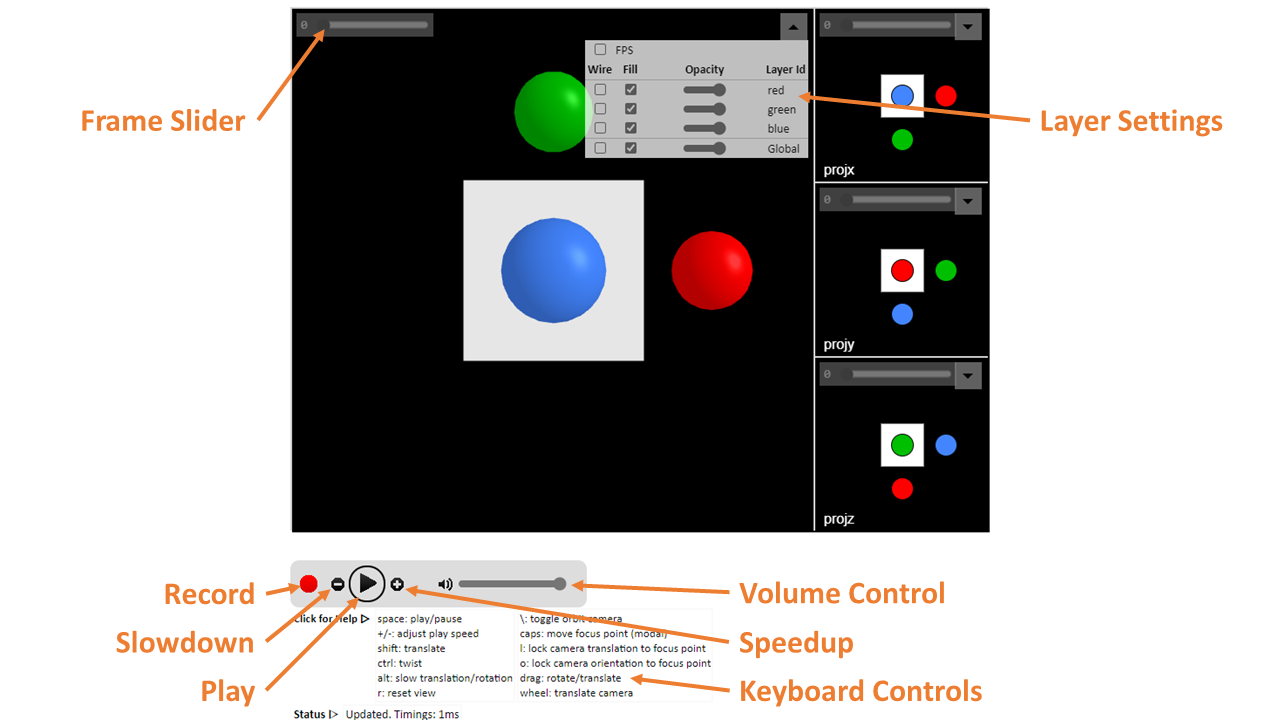 0
FPS
Wire Fill Opacity Layer Id
red
green
blue
Global
0
projx
0
projy
0
projz
Frame Slider
Layer Settings
Record
Slowdown
Play
Volume Control
Speedup
Keyboard Controls
Click for Help
space: play/pause
+/-: adjust play speed
shift: translate
ctrl: twist
alt: slow translation/rotation
r: reset view
\: toggle orbit camera
caps: move focus point (modal)
l: lock camera translation to focus point
o: lock camera orientation to focus point
drag: rotate/translate
wheel: translate camera
Status Updated. Timings: 1ms